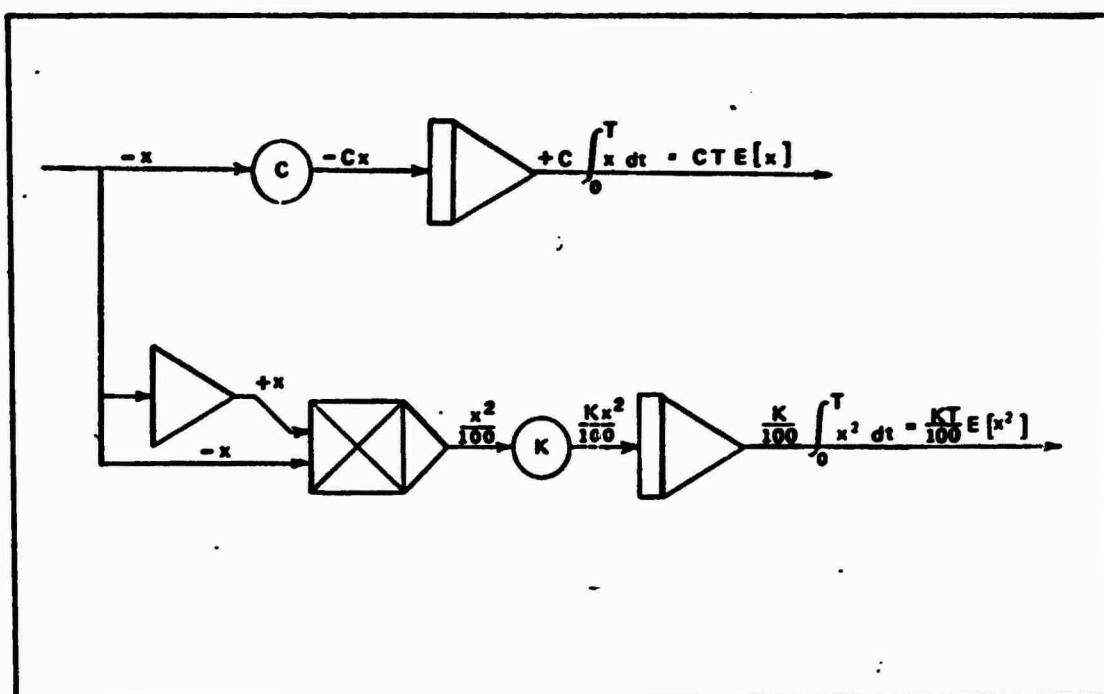 −x C −Cx +C ∫₀ᵀ x dt = CT E[x]
+x
−x x²/100 K Kx²/100 K/100 ∫₀ᵀ x² dt = KT/100 E[x²]